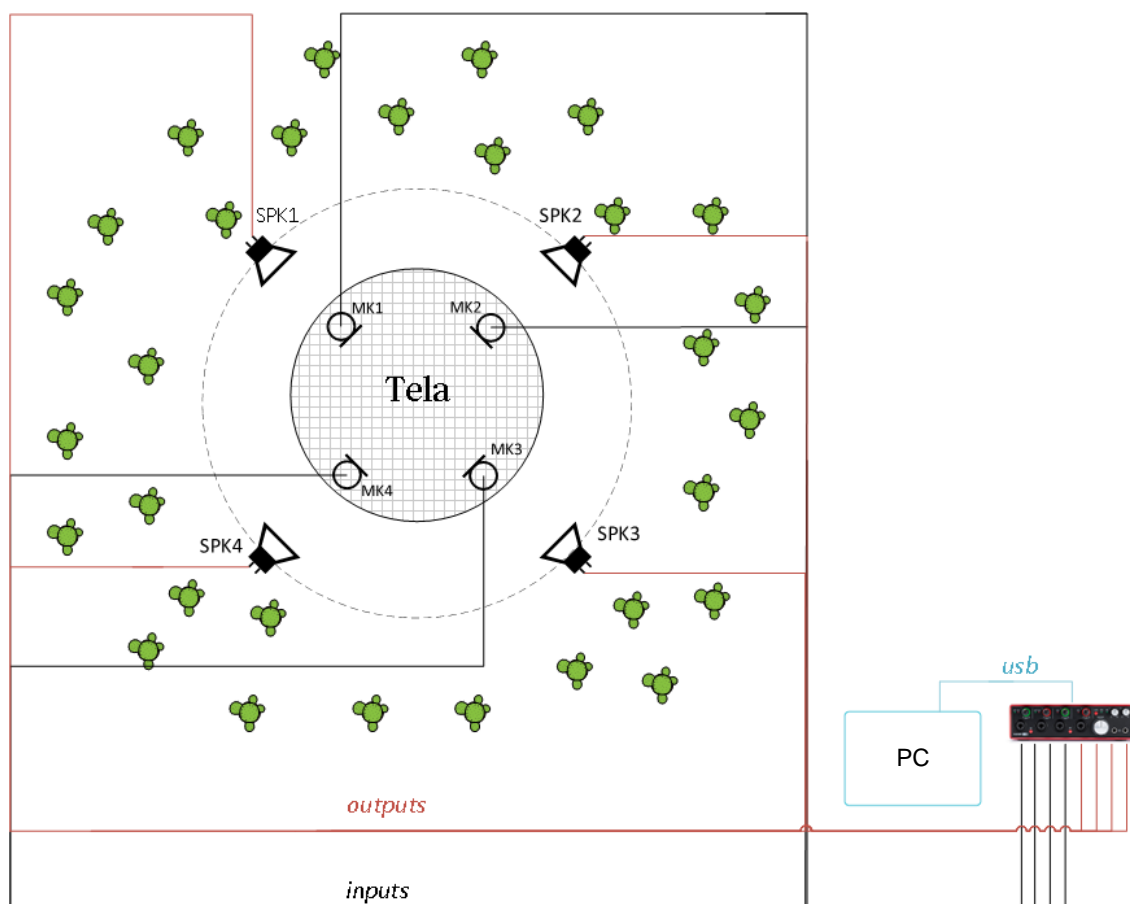 SPK1
SPK2
MK1
MK2
Tela
MK3
MK4
SPK4
SPK3
usb
PC
outputs
inputs